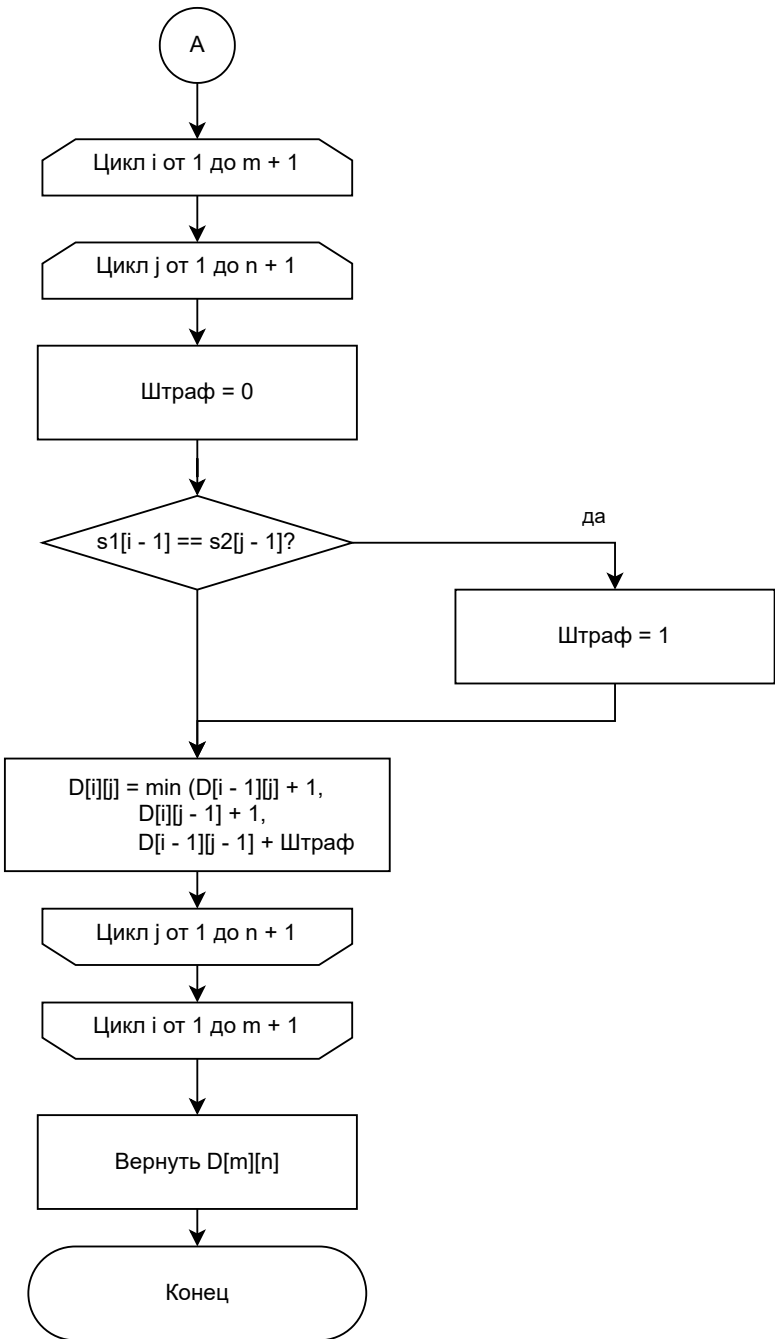 A
Цикл i от 1 до m + 1
Цикл j от 1 до n + 1
Штраф = 0
s1[i - 1] == s2[j - 1]?
да
Штраф = 1
D[i][j] = min (D[i - 1][j] + 1,
D[i][j - 1] + 1,
D[i - 1][j - 1] + Штраф
Цикл j от 1 до n + 1
Цикл i от 1 до m + 1
Вернуть D[m][n]
Конец